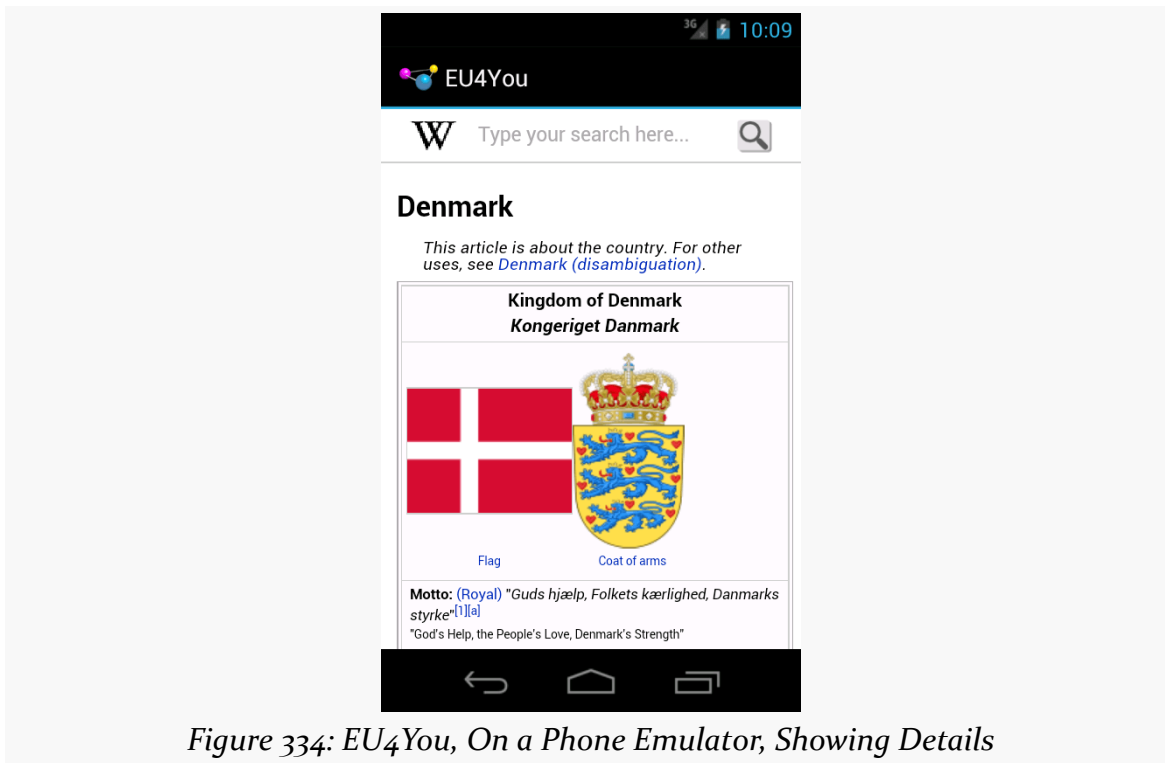 3G 10:09
EU4You
W Type your search here...
Denmark
This article is about the country. For other
uses, see Denmark (disambiguation).
Kingdom of Denmark
Kongeriget Danmark
Flag Coat of arms
Motto: (Royal) "Guds hjælp, Folkets kærlighed, Danmarks
styrke"[1][a]
"God's Help, the People's Love, Denmark's Strength"
Figure 334: EU4You, On a Phone Emulator, Showing Details